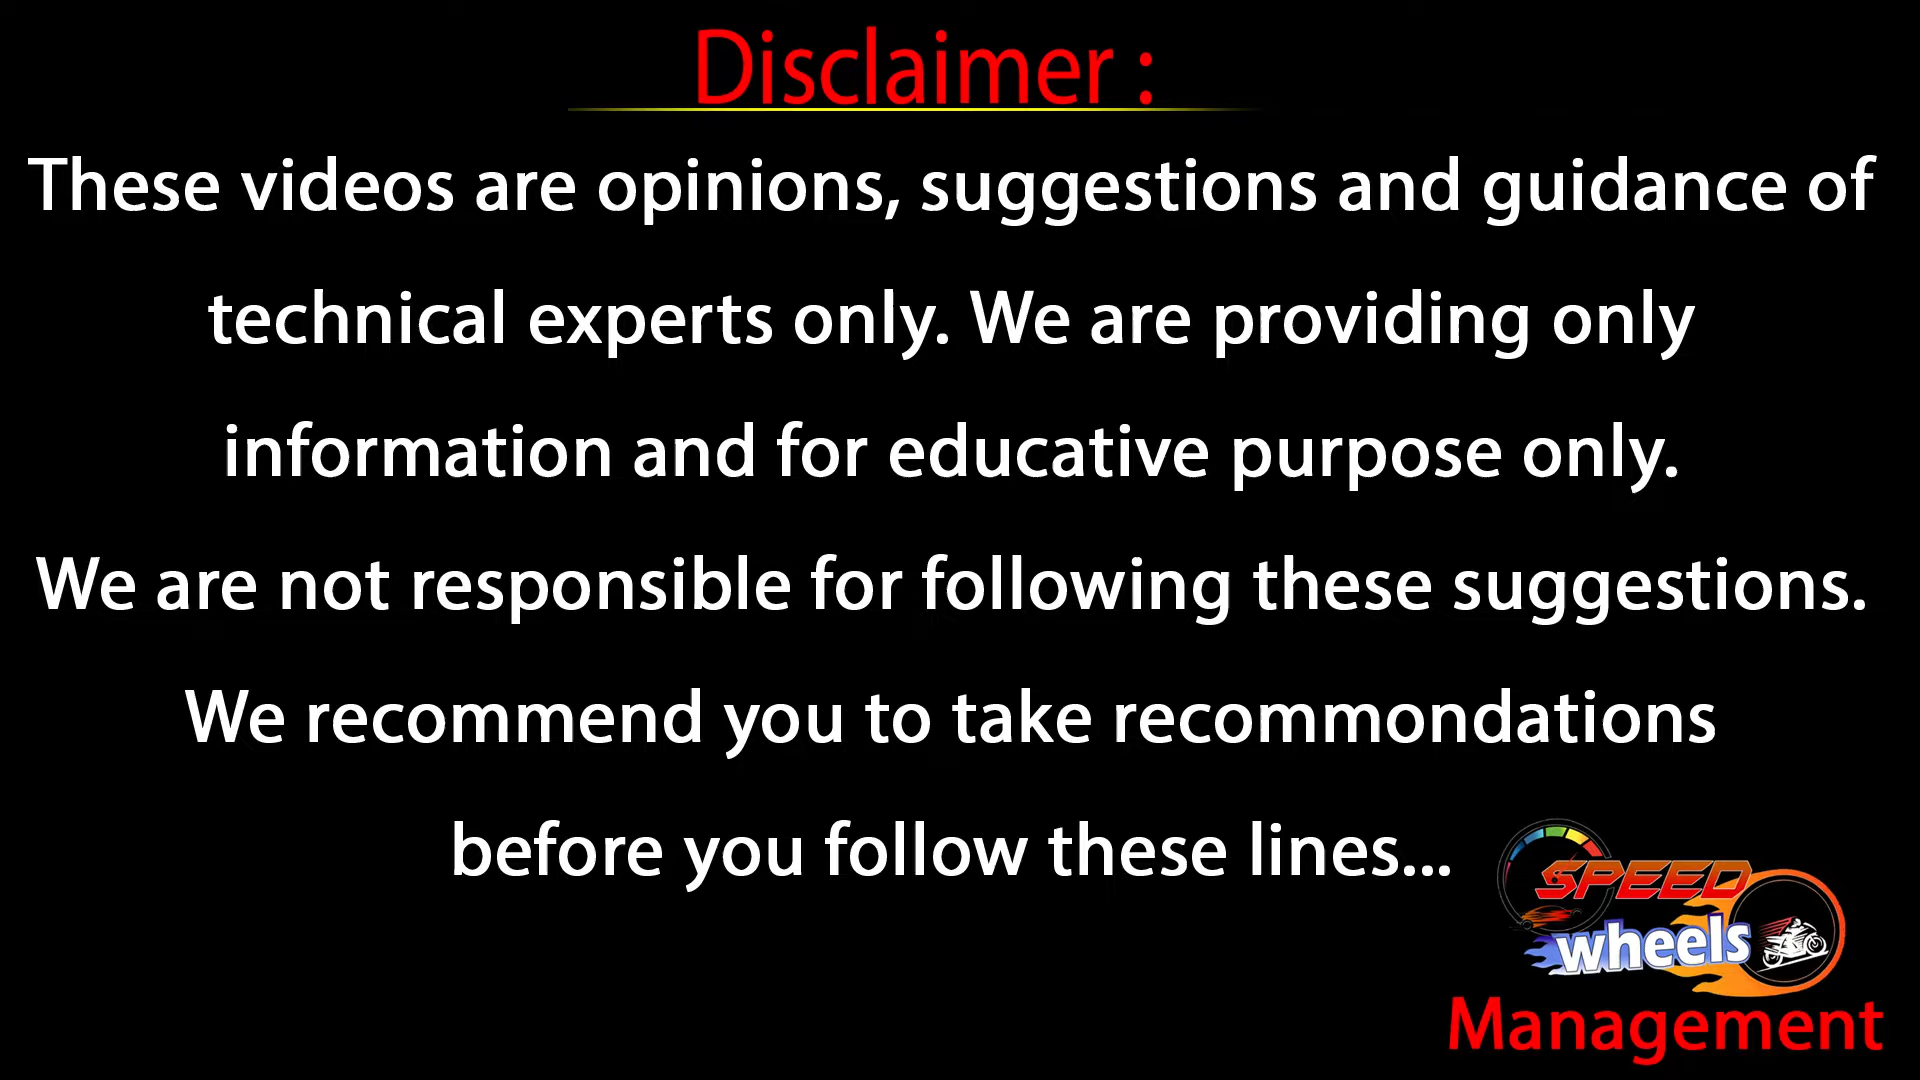 Disclaimer :
These videos are opinions, suggestions and guidance of
technical experts only. We are providing only
information and for educative purpose only.
We are not responsible for following these suggestions.
We recommend you to take recommondations
before you follow these lines...
SPEED
wheels
Management